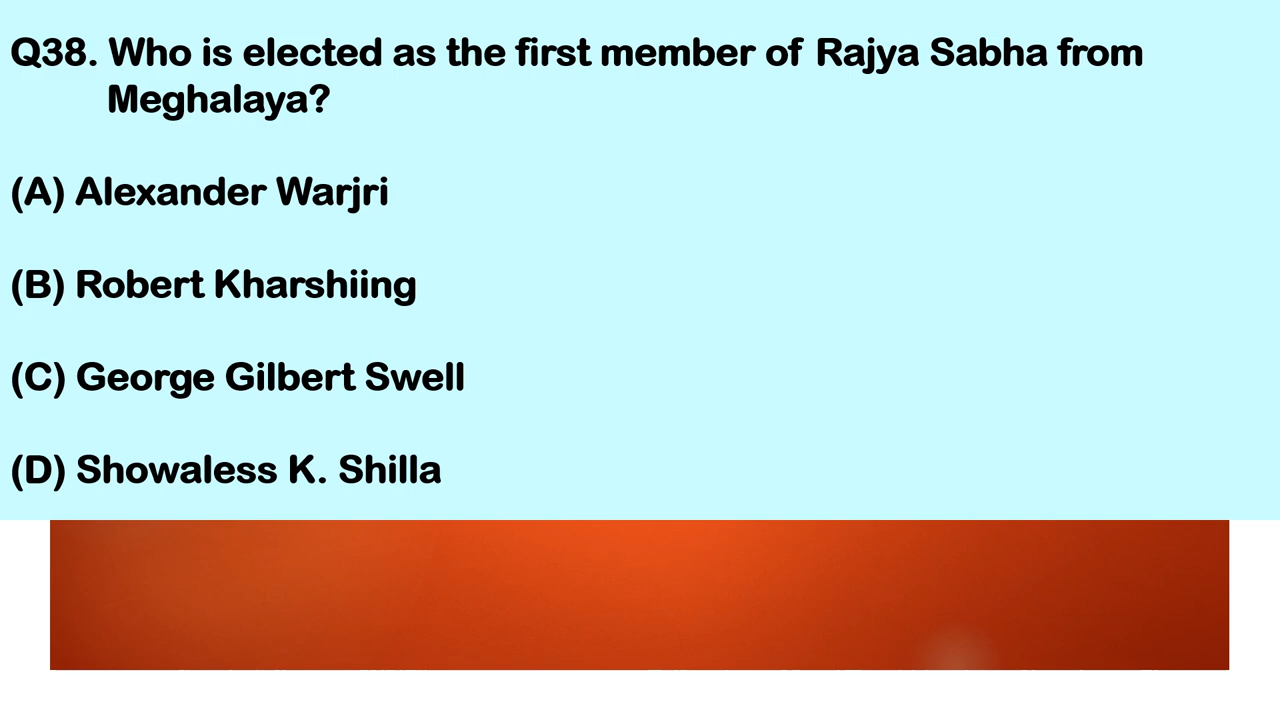 Q38. Who is elected as the first member of Rajya Sabha from
Meghalaya?
(A) Alexander Warjri
(B) Robert Kharshiing
(C) George Gilbert Swell
(D) Showaless K. Shilla